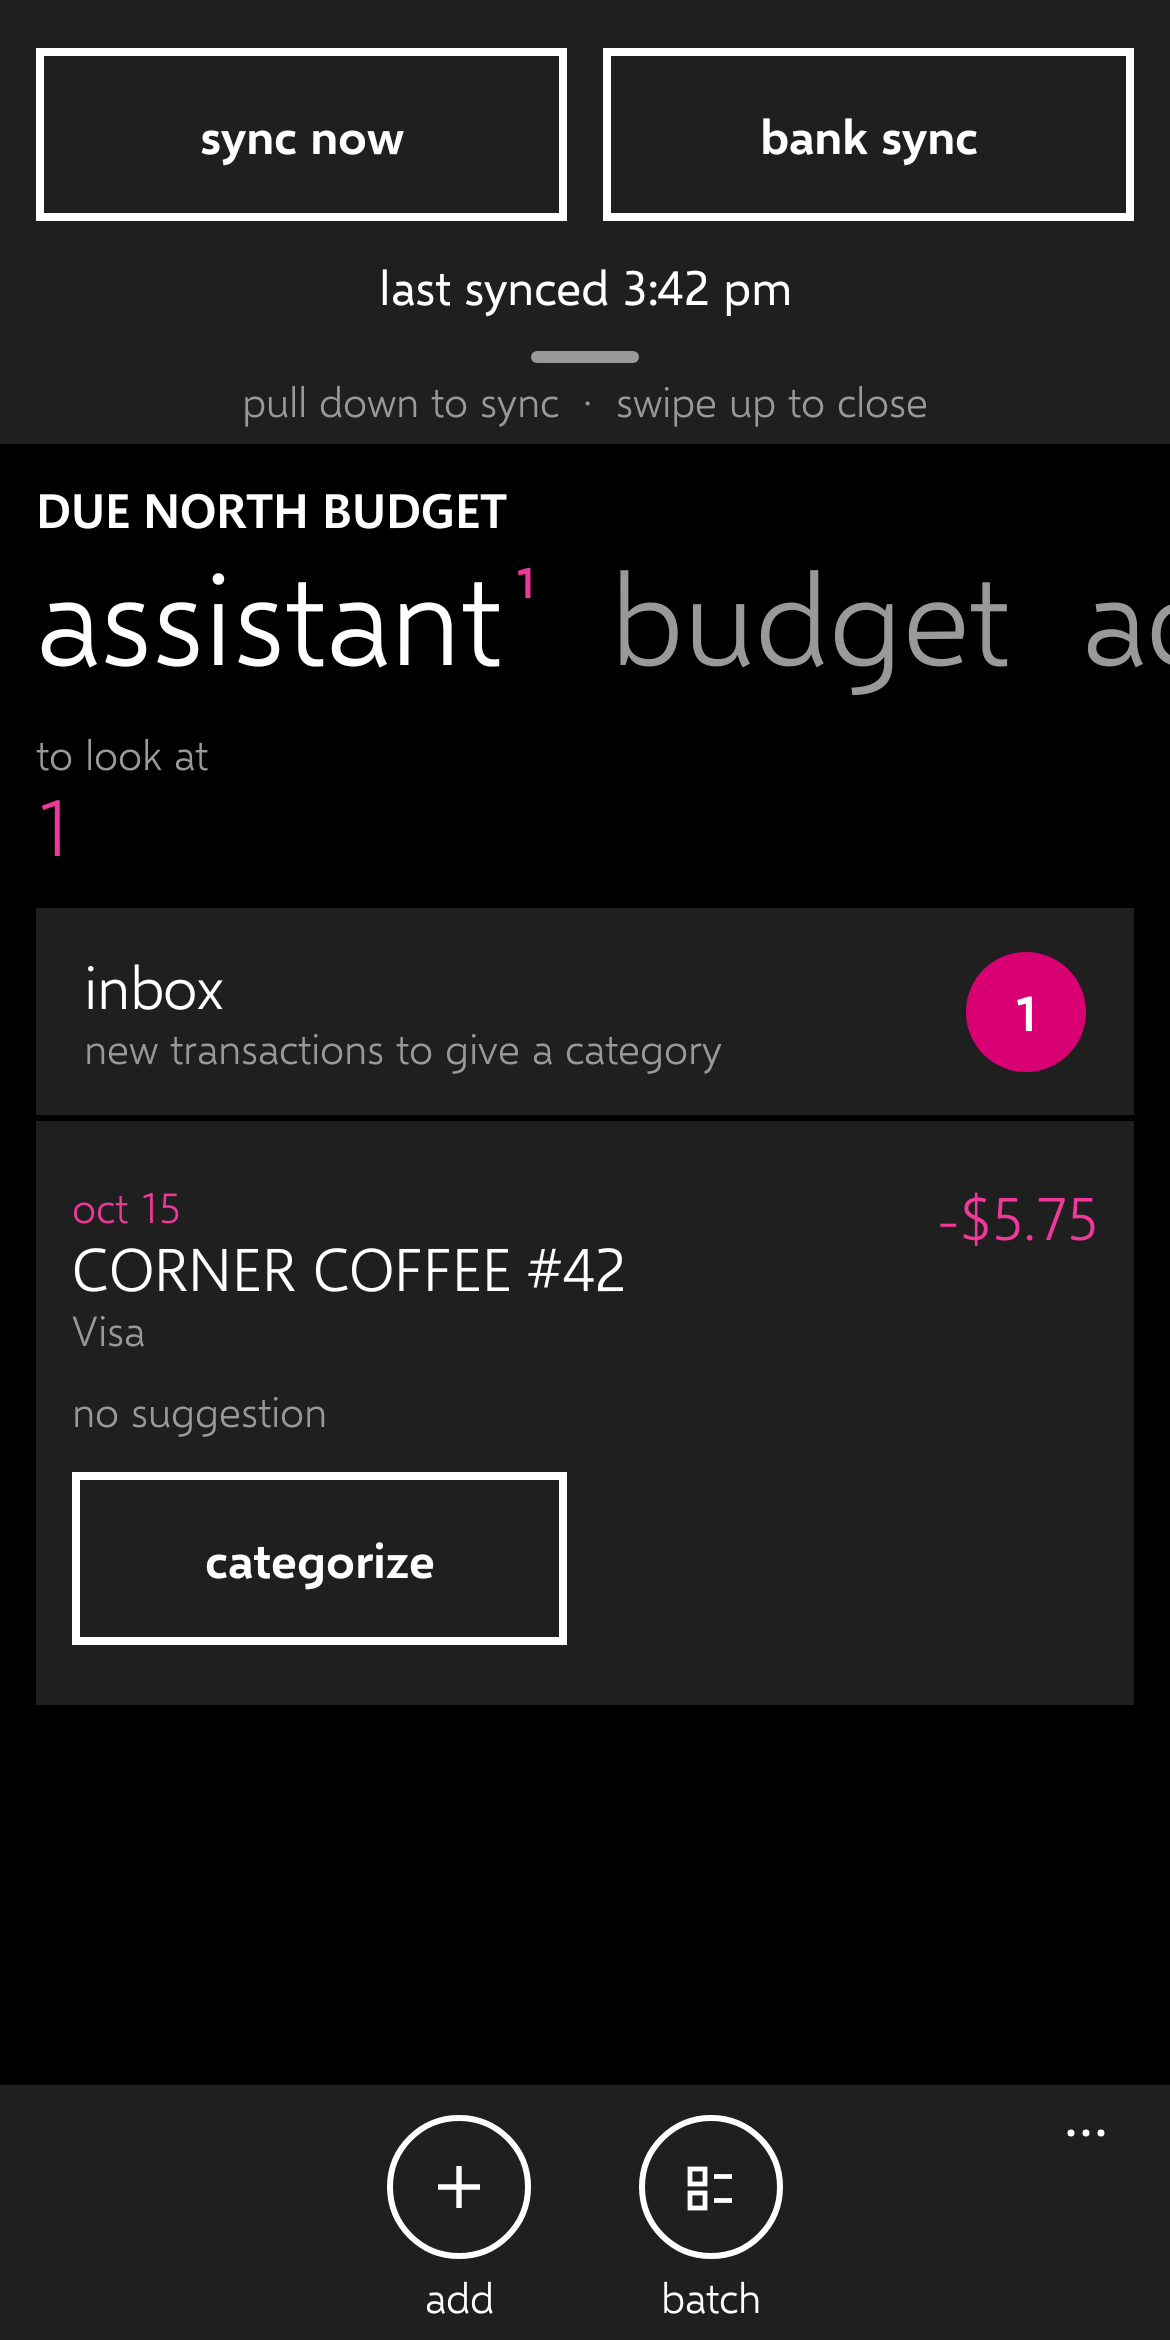 sync now
bank sync
last synced 3:42 pm
pull down to sync · swipe up to close
DUE NORTH BUDGET
assistant 1 budget ac
to look at
1
inbox
new transactions to give a category
1
oct 15
-$5.75
CORNER COFFEE #42
Visa
no suggestion
categorize
...
add
batch